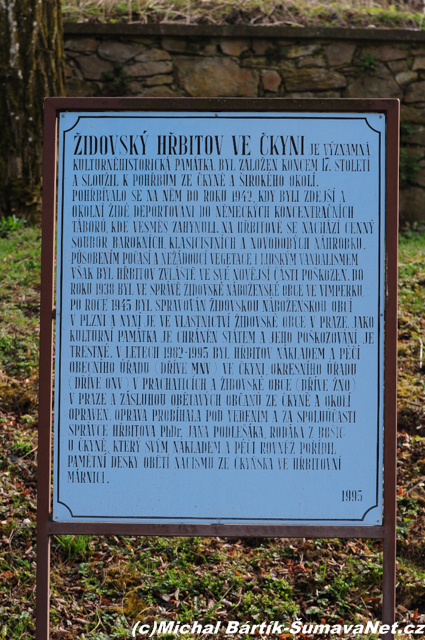 ŽIDOVSKÝ HŘBITOV VE ČKYNI JE VÝZNAMNÁ
KULTURNĚHISTORICKÁ PAMÁTKA. BYL ZALOŽEN KONCEM 17. STOLETÍ
A SLOUŽIL K POHŘBŮM ZE ČKYNĚ A ŠIROKÉHO OKOLÍ.
POHŘBÍVALO SE NA NĚM DO ROKU 1942, KDY BYLI ZDEJŠÍ A
OKOLNÍ ŽIDÉ DEPORTOVÁNI DO NĚMECKÝCH KONCENTRAČNÍCH
TÁBORŮ, KDE VESMĚS ZAHYNULI. NA HŘBITOVĚ SE NACHÁZÍ CENNÝ
SOUBOR BAROKNÍCH, KLASICISTNÍCH A NOVODOBÝCH NÁHROBKŮ.
PŮSOBENÍM POČASÍ A NEŽÁDOUCÍ VEGETACE I LIDSKÝM VANDALISMEM
VŠAK BYL HŘBITOV ZVLÁŠTĚ VE SVÉ NOVĚJŠÍ ČÁSTI POŠKOZEN. DO
ROKU 1938 BYL VE SPRÁVĚ ŽIDOVSKÉ NÁBOŽENSKÉ OBCE VE VIMPERKU.
PO ROCE 1945 BYL SPRAVOVÁN ŽIDOVSKOU NÁBOŽENSKOU OBCÍ
V PLZNI A NYNÍ JE VE VLASTNICTVÍ ŽIDOVSKÉ OBCE V PRAZE. JAKO
KULTURNÍ PAMÁTKA JE CHRÁNĚN STÁTEM A JEHO POŠKOZOVÁNÍ JE
TRESTNÉ. V LETECH 1982-1995 BYL HŘBITOV NÁKLADEM A PÉČÍ
OBECNÍHO ÚŘADU (DŘÍVE MNV) VE ČKYNI, OKRESNÍHO ÚŘADU
(DŘÍVE ONV) V PRACHATICÍCH A ŽIDOVSKÉ OBCE (DŘÍVE ŽNO)
V PRAZE A ZÁSLUHOU OBĚTAVÝCH OBČANŮ ZE ČKYNĚ A OKOLÍ
OPRAVEN. OPRAVA PROBÍHALA POD VEDENÍM A ZA SPOLUÚČASTI
SPRÁVCE HŘBITOVA PhDr. JANA PODLEŠÁKA, RODÁKA Z BOŠIC
U ČKYNĚ, KTERÝ SVÝM NÁKLADEM A PÉČÍ ROVNĚŽ POŘÍDIL
PAMĚTNÍ DESKY OBĚTÍ NACISMU ZE ČKYŇSKA VE HŘBITOVNÍ
MÁRNICI.
1995
(c)Michal Bartík-ŠumavaNet.cz